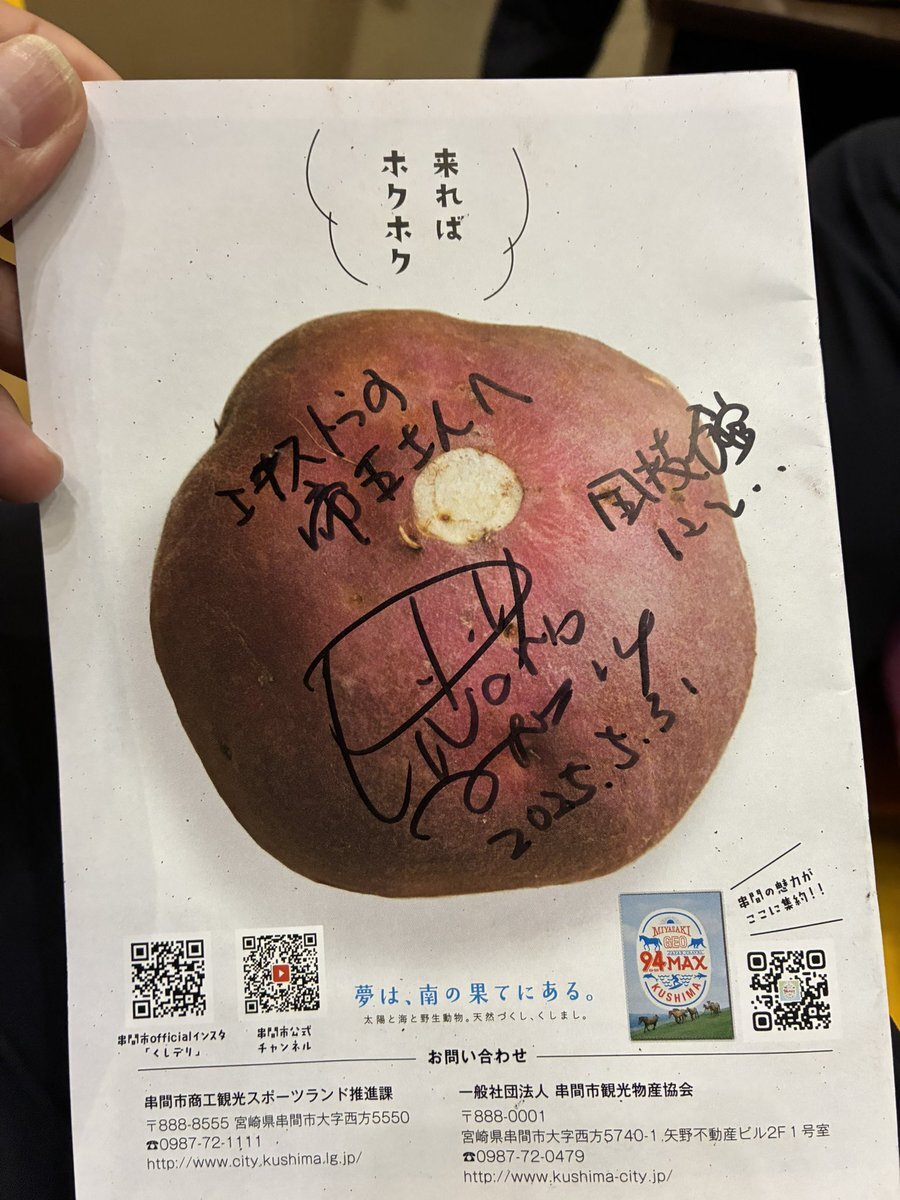 来れば
ホクホク
エキストラの
帝王さんへ
国技館
にて・・
2025.5.31.
串間の魅力が
ここに集約!!
MIYAZAKI
GEO
94MAX
KUSHIMA
串間市officialインスタ
「くしデリ」
串間市公式
チャンネル
夢は、南の果てにある。
太陽と海と野生動物。天然づくし、くしまし。
お問い合わせ
串間市商工観光スポーツランド推進課
〒888-8555 宮崎県串間市大字西方5550
☎0987-72-1111
http://www.city.kushima.lg.jp/
一般社団法人 串間市観光物産協会
〒888-0001
宮崎県串間市大字西方5740-1 矢野不動産ビル2F1号室
☎0987-72-0479
http://www.kushima-city.jp/